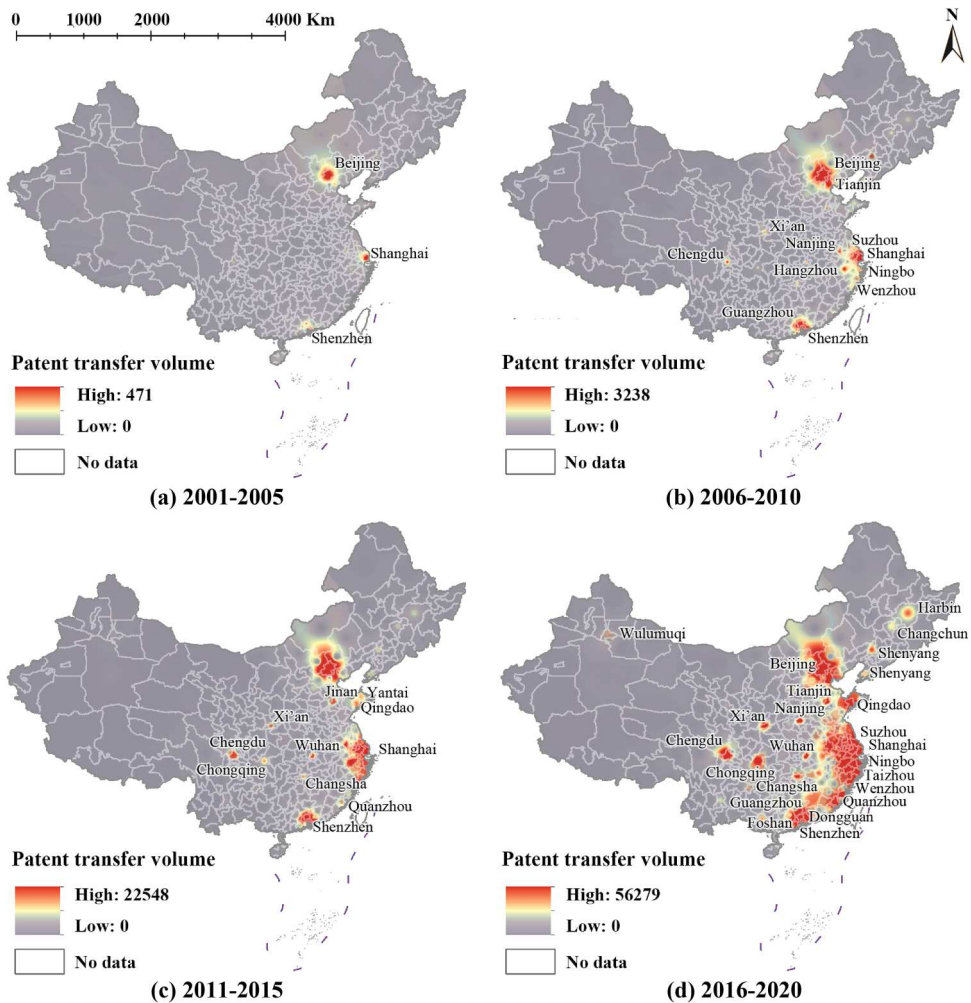 0 1000 2000 4000 Km
N
Beijing
Shanghai
Shenzhen
Patent transfer volume
High: 471
Low: 0
No data
(a) 2001-2005
Beijing
Tianjin
Xi'an
Nanjing
Suzhou
Chengdu
Shanghai
Hangzhou
Ningbo
Wenzhou
Guangzhou
Shenzhen
Patent transfer volume
High: 3238
Low: 0
No data
(b) 2006-2010
Jinan
Yantai
Qingdao
Xi'an
Chengdu
Wuhan
Shanghai
Chongqing
Changsha
Quanzhou
Shenzhen
Patent transfer volume
High: 22548
Low: 0
No data
(c) 2011-2015
Harbin
Wulumuqi
Changchun
Shenyang
Beijing
Shenyang
Tianjin
Nanjing
Qingdao
Xi'an
Suzhou
Chengdu
Wuhan
Shanghai
Ningbo
Chongqing
Taizhou
Changsha
Wenzhou
Guangzhou
Quanzhou
Foshan
Dongguan
Shenzhen
Patent transfer volume
High: 56279
Low: 0
No data
(d) 2016-2020